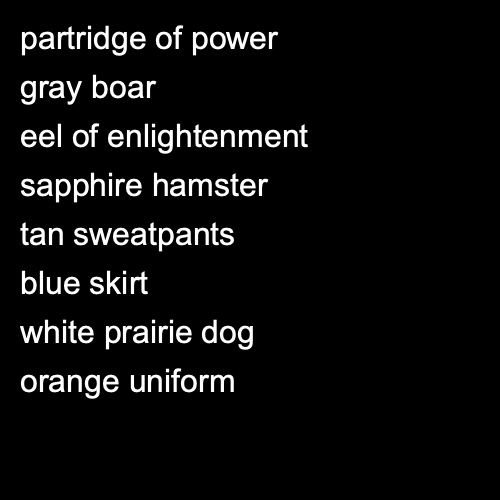 partridge of power
gray boar
eel of enlightenment
sapphire hamster
tan sweatpants
blue skirt
white prairie dog
orange uniform